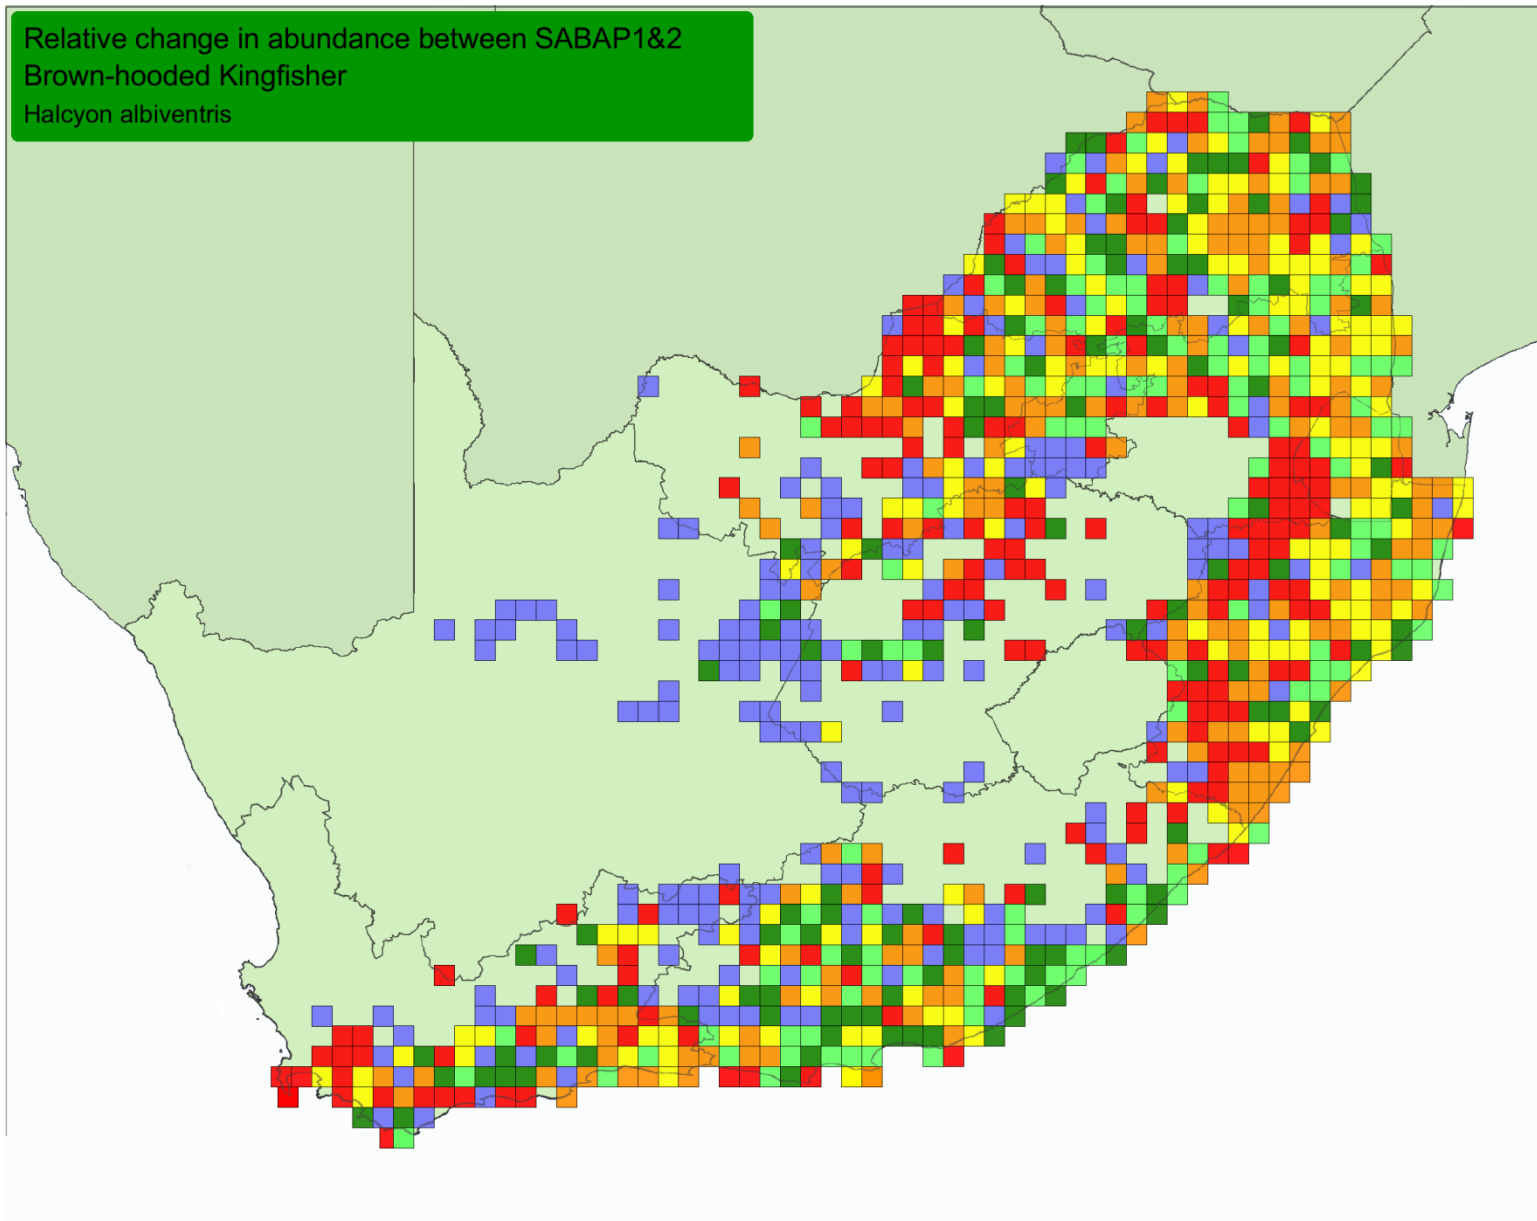 Relative change in abundance between SABAP1&2
Brown-hooded Kingfisher
Halcyon albiventris